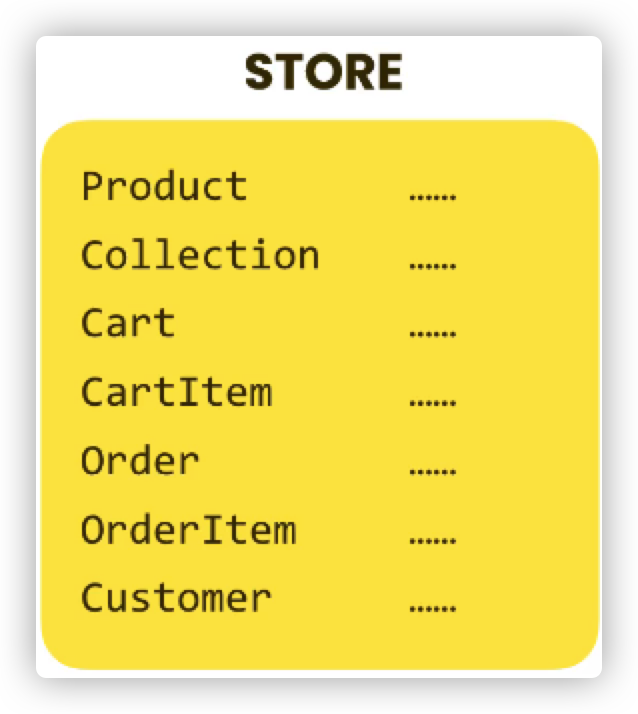 STORE
Product ......
Collection ......
Cart ......
CartItem ......
Order ......
OrderItem ......
Customer ......